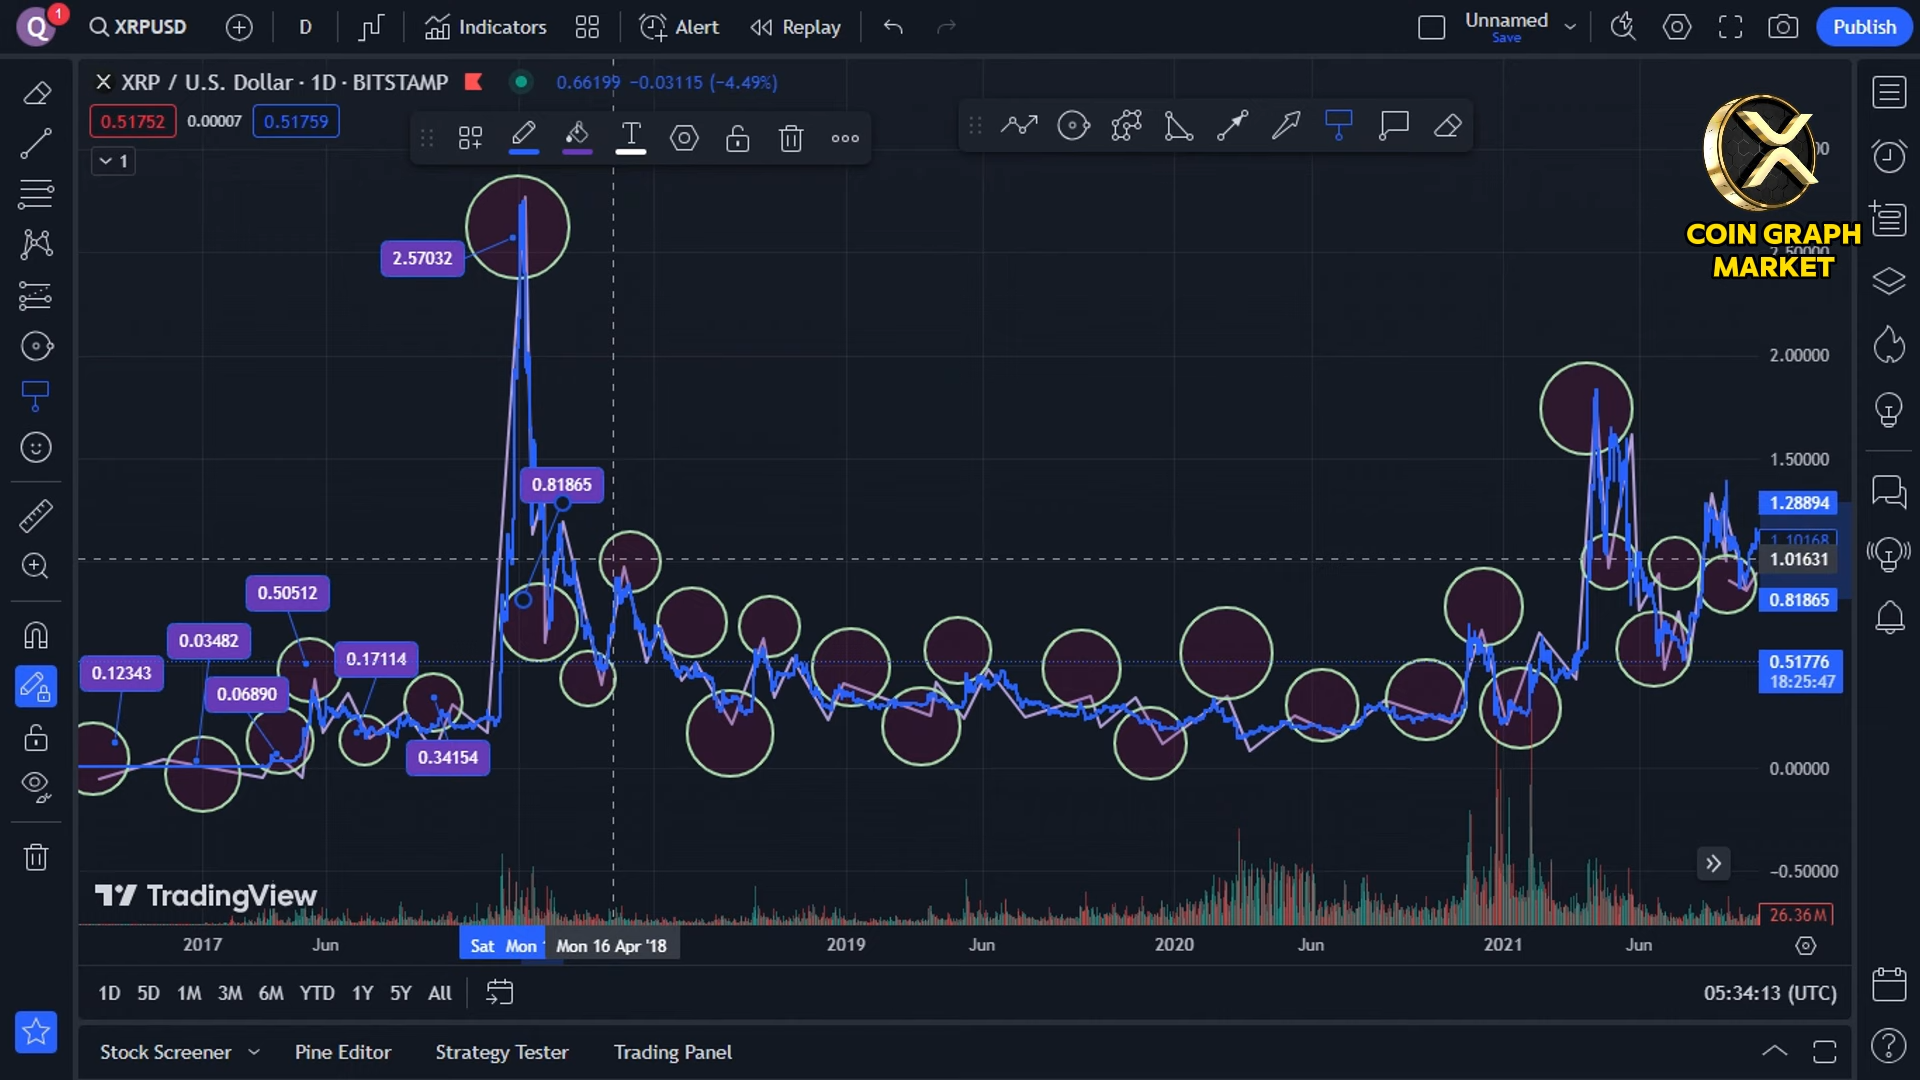 Q
1
XRPUSD
D
Indicators
Alert
Replay
Unnamed
Save
Publish
XRP / U.S. Dollar · 1D · BITSTAMP
0.66199 −0.03115 (−4.49%)
0.51752
0.00007
0.51759
1
T
COIN GRAPH
MARKET
2.57032
2.50000
2.00000
1.50000
0.81865
1.28894
1.10168
1.01631
0.81865
0.50512
0.03482
0.17114
0.12343
0.06890
0.34154
0.51776
18:25:47
0.00000
−0.50000
TradingView
26.36M
2017
Jun
Sat
Mon
Mon 16 Apr '18
2019
Jun
2020
Jun
2021
Jun
1D
5D
1M
3M
6M
YTD
1Y
5Y
All
05:34:13 (UTC)
Stock Screener
Pine Editor
Strategy Tester
Trading Panel